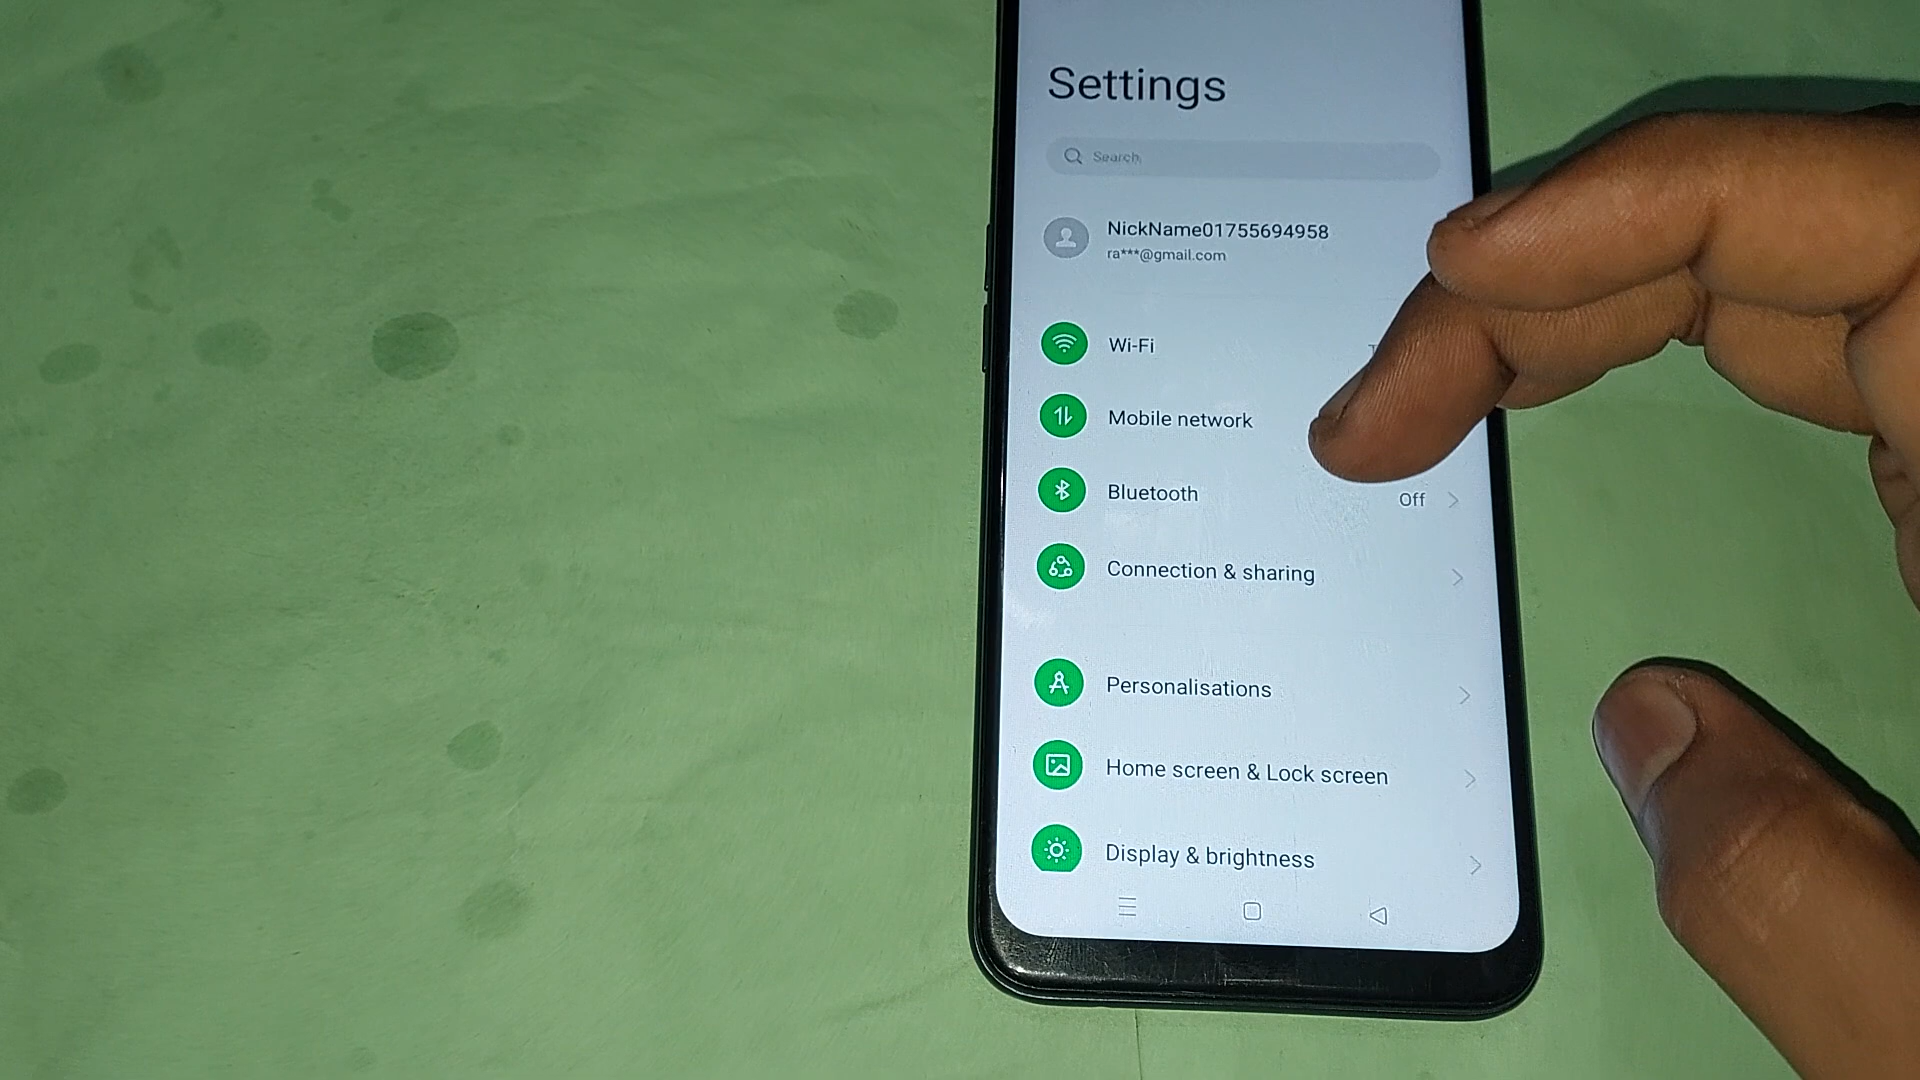 Settings
Search
NickName01755694958
ra***@gmail.com
Wi-Fi
Mobile network
Bluetooth
Off
Connection & sharing
Personalisations
Home screen & Lock screen
Display & brightness